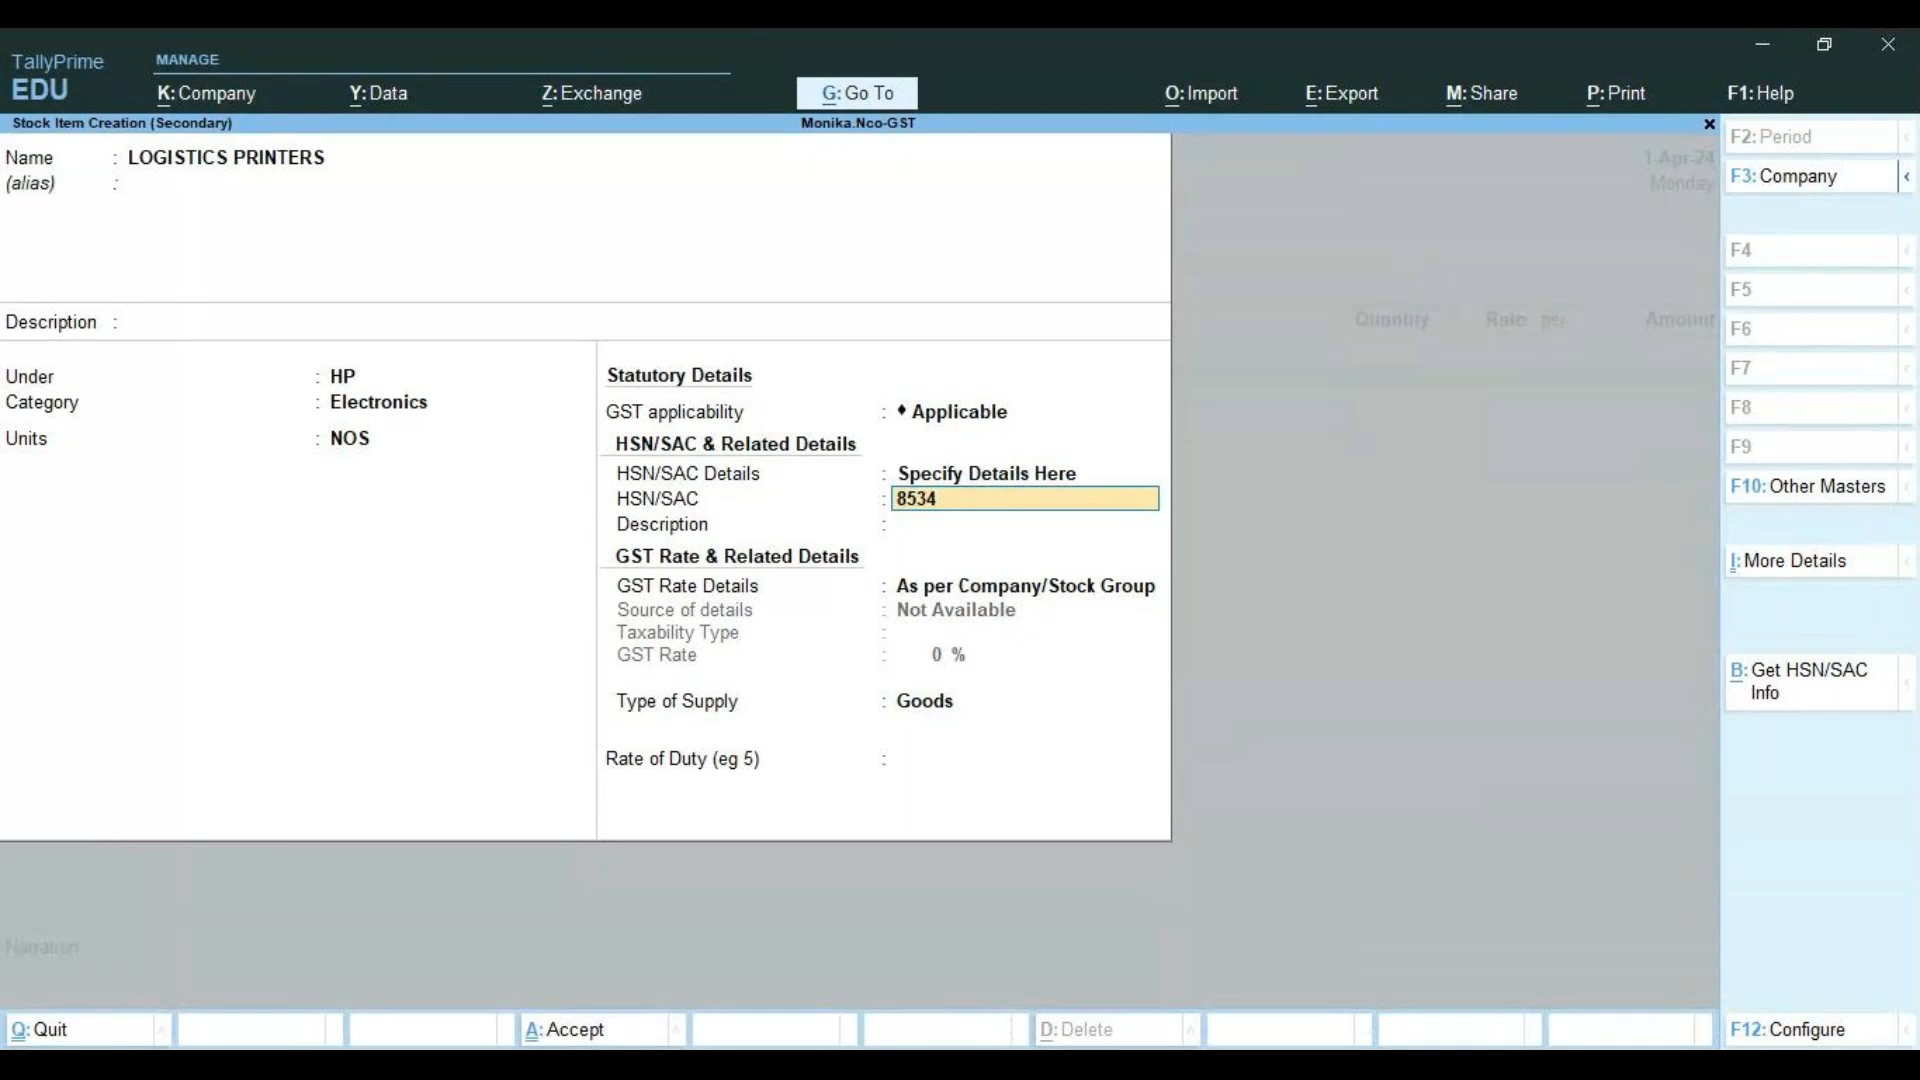 TallyPrime
EDU
MANAGE
K: Company
Y: Data
Z: Exchange
G: Go To
O: Import
E: Export
M: Share
P: Print
F1: Help
Stock Item Creation (Secondary)
Monika.Nco-GST
x
Name : LOGISTICS PRINTERS
(alias) :
1-Apr-24
Monday
Description :
Quantity Rate per Amount
Under : HP
Category : Electronics
Units : NOS
Statutory Details
GST applicability : ♦ Applicable
HSN/SAC & Related Details
HSN/SAC Details : Specify Details Here
HSN/SAC : 8534
Description :
GST Rate & Related Details
GST Rate Details : As per Company/Stock Group
Source of details : Not Available
Taxability Type :
GST Rate : 0 %
Type of Supply : Goods
Rate of Duty (eg 5) :
Narration
F2: Period
F3: Company
F4
F5
F6
F7
F8
F9
F10: Other Masters
I: More Details
B: Get HSN/SAC
Info
Q: Quit
A: Accept
D: Delete
F12: Configure